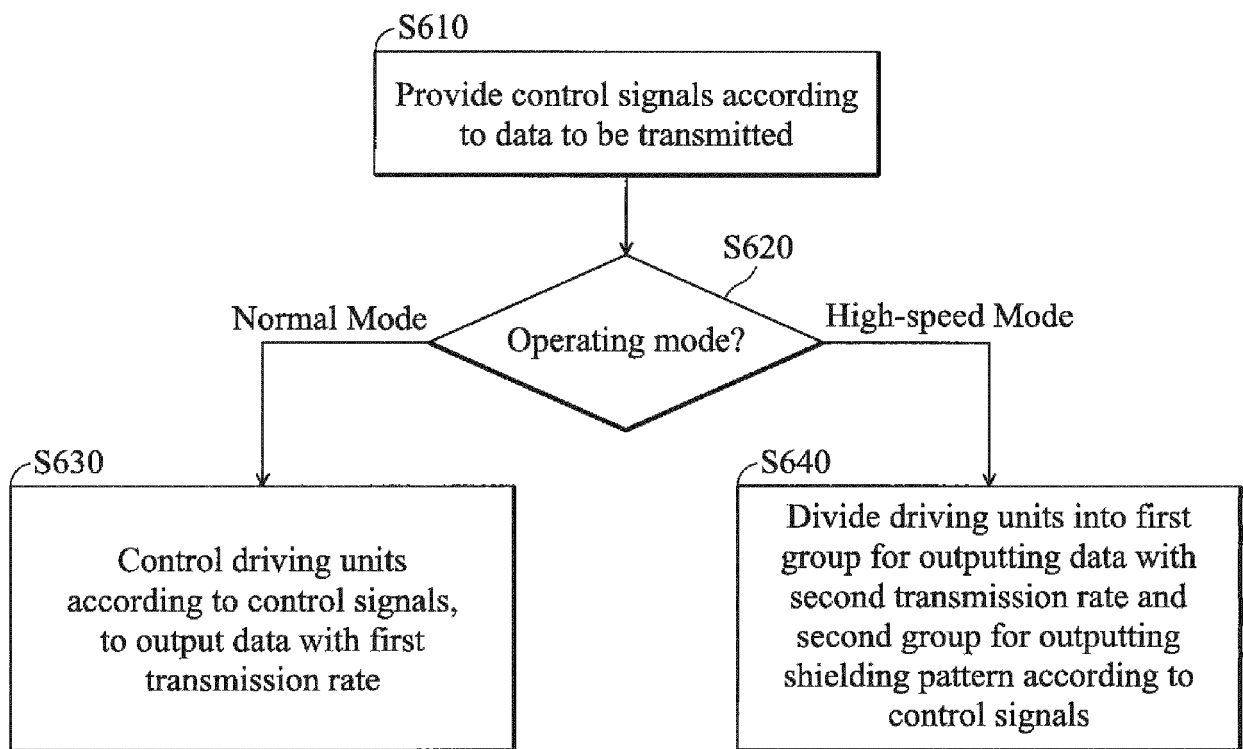 S610
Provide control signals according
to data to be transmitted
S620
Normal Mode
Operating mode?
High-speed Mode
S630
Control driving units
according to control signals,
to output data with first
transmission rate
S640
Divide driving units into first
group for outputting data with
second transmission rate and
second group for outputting
shielding pattern according to
control signals